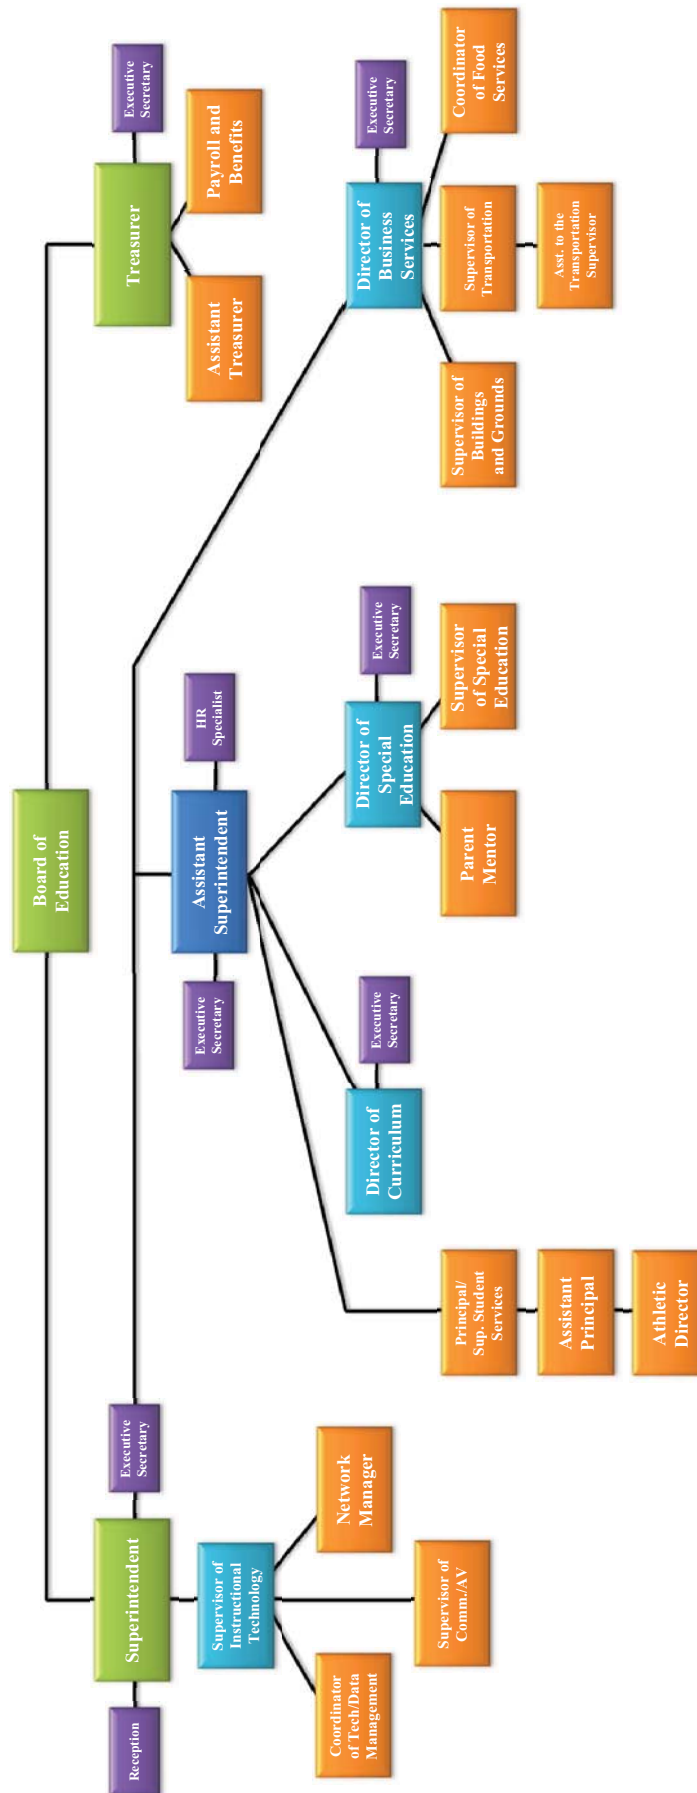 Board of
Education
Superintendent
Treasurer
Reception
Executive
Secretary
Executive
Secretary
Supervisor of
Instructional
Technology
Executive
Secretary
Assistant
Superintendent
HR
Specialist
Assistant
Treasurer
Payroll and
Benefits
Coordinator
of Tech/Data
Management
Network
Manager
Director of
Curriculum
Executive
Secretary
Director of
Special
Education
Executive
Secretary
Director of
Business
Services
Executive
Secretary
Supervisor of
Comm./AV
Principal/
Sup. Student
Services
Parent
Mentor
Supervisor
of Special
Education
Supervisor of
Buildings
and Grounds
Supervisor of
Transportation
Coordinator
of Food
Services
Assistant
Principal
Asst. to the
Transportation
Supervisor
Athletic
Director